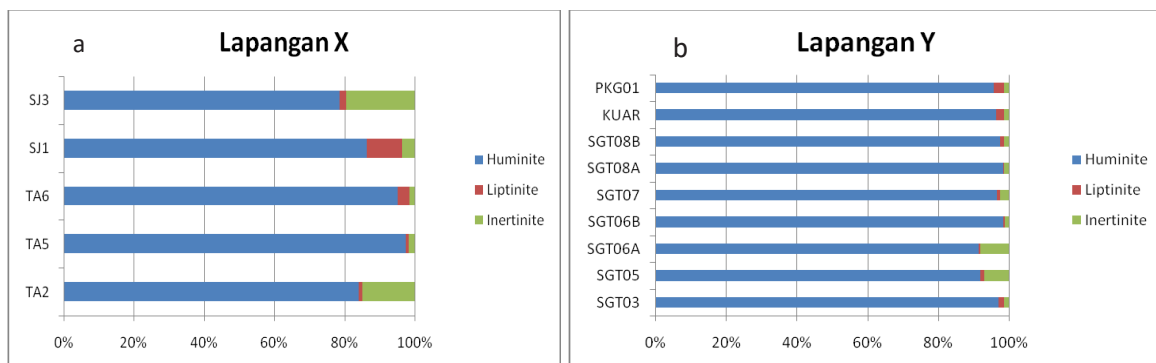 a
Lapangan X
SJ3
SJ1
TA6
TA5
TA2
0% 20% 40% 60% 80% 100%
Huminite
Liptinite
Inertinite
b
Lapangan Y
PKG01
KUAR
SGT08B
SGT08A
SGT07
SGT06B
SGT06A
SGT05
SGT03
0% 20% 40% 60% 80% 100%
Huminite
Liptinite
Inertinite